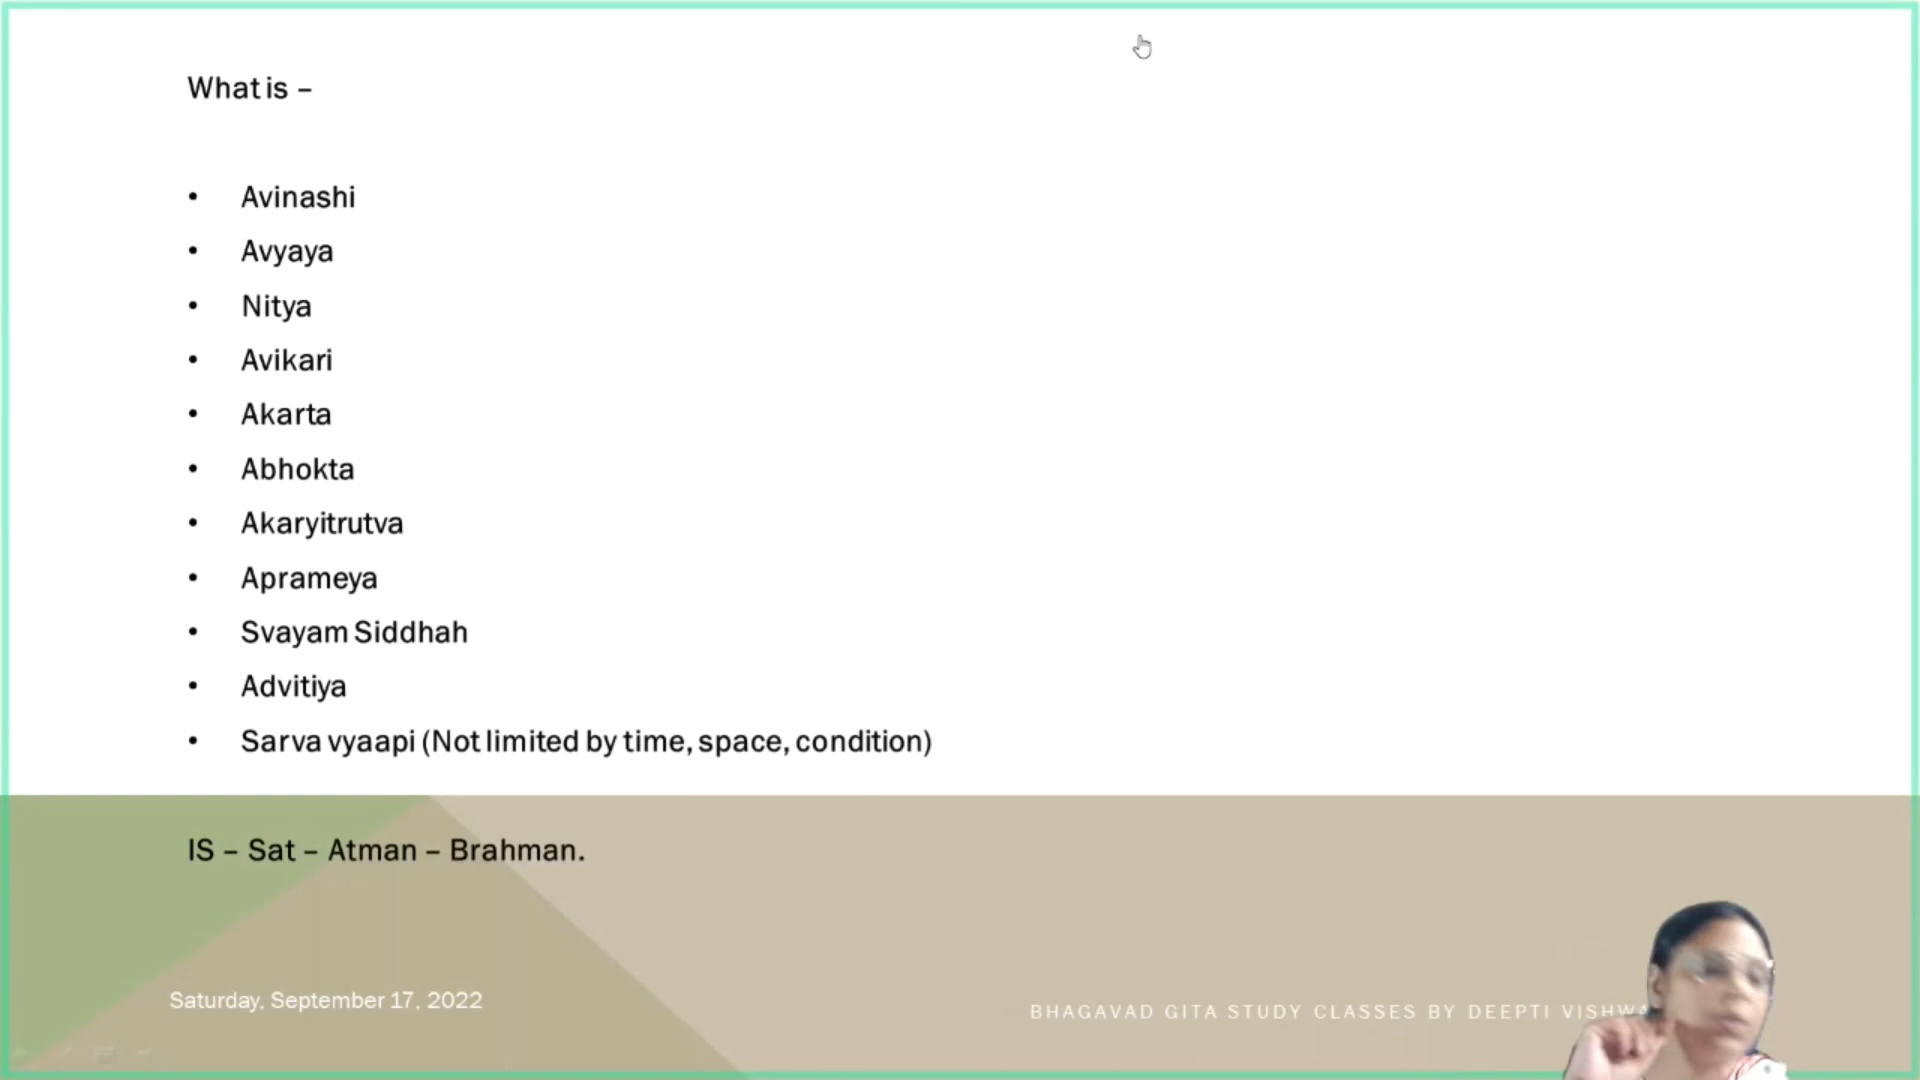 What is –
• Avinashi
• Avyaya
• Nitya
• Avikari
• Akarta
• Abhokta
• Akaryitrutva
• Aprameya
• Svayam Siddhah
• Advitiya
• Sarva vyaapi (Not limited by time, space, condition)
IS – Sat – Atman – Brahman.
Saturday, September 17, 2022
BHAGAVAD GITA STUDY CLASSES BY DEEPTI